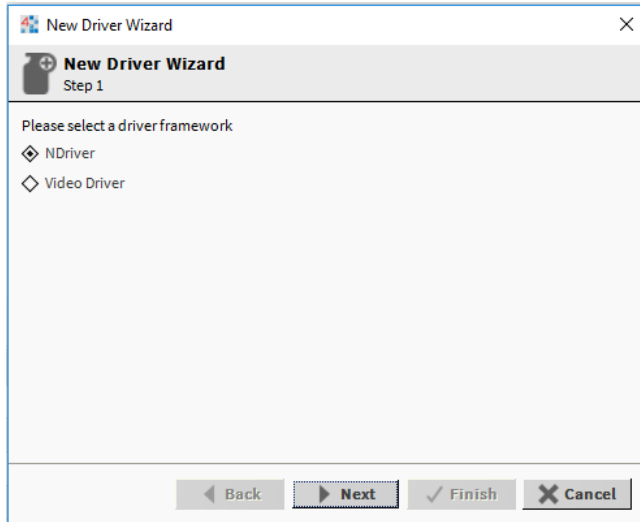 New Driver Wizard
New Driver Wizard
Step 1
Please select a driver framework
NDriver
Video Driver
Back Next Finish Cancel